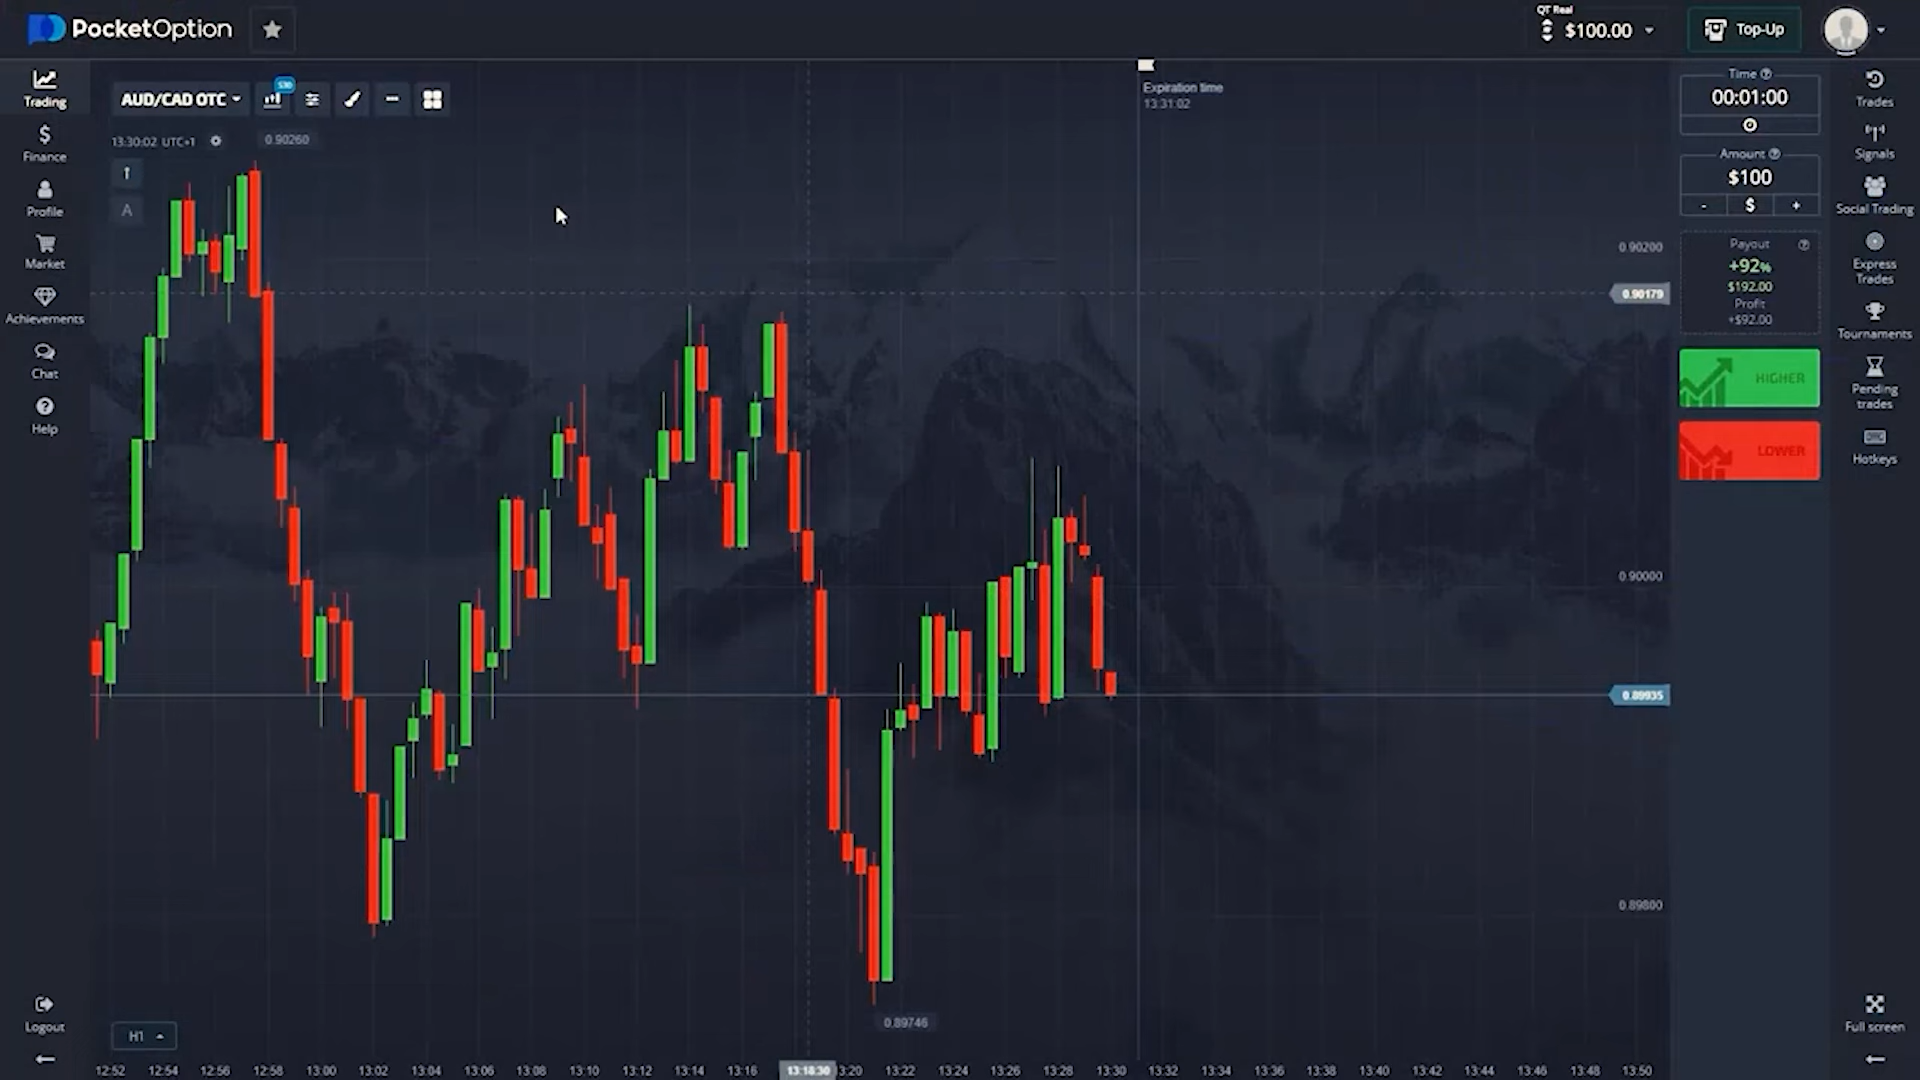 PocketOption
QT Real
$100.00
Top-Up
Trading
Finance
Profile
Market
Achievements
Chat
Help
Logout
AUD/CAD OTC
S30
13:30:02 UTC+1
0.90260
A
Expiration time
13:31:02
0.90200
0.90179
0.90000
0.89935
0.89800
0.89746
H1
12:52 12:54 12:56 12:58 13:00 13:02 13:04 13:06 13:08 13:10 13:12 13:14 13:16 13:18:30 13:20 13:22 13:24 13:26 13:28 13:30 13:32 13:34 13:36 13:38 13:40 13:42 13:44 13:46 13:48 13:50
Time
00:01:00
Amount
$100
- $ +
Payout
+92%
$192.00
Profit
+$92.00
HIGHER
LOWER
Trades
Signals
Social Trading
Express
Trades
Tournaments
Pending
trades
Hotkeys
Full screen